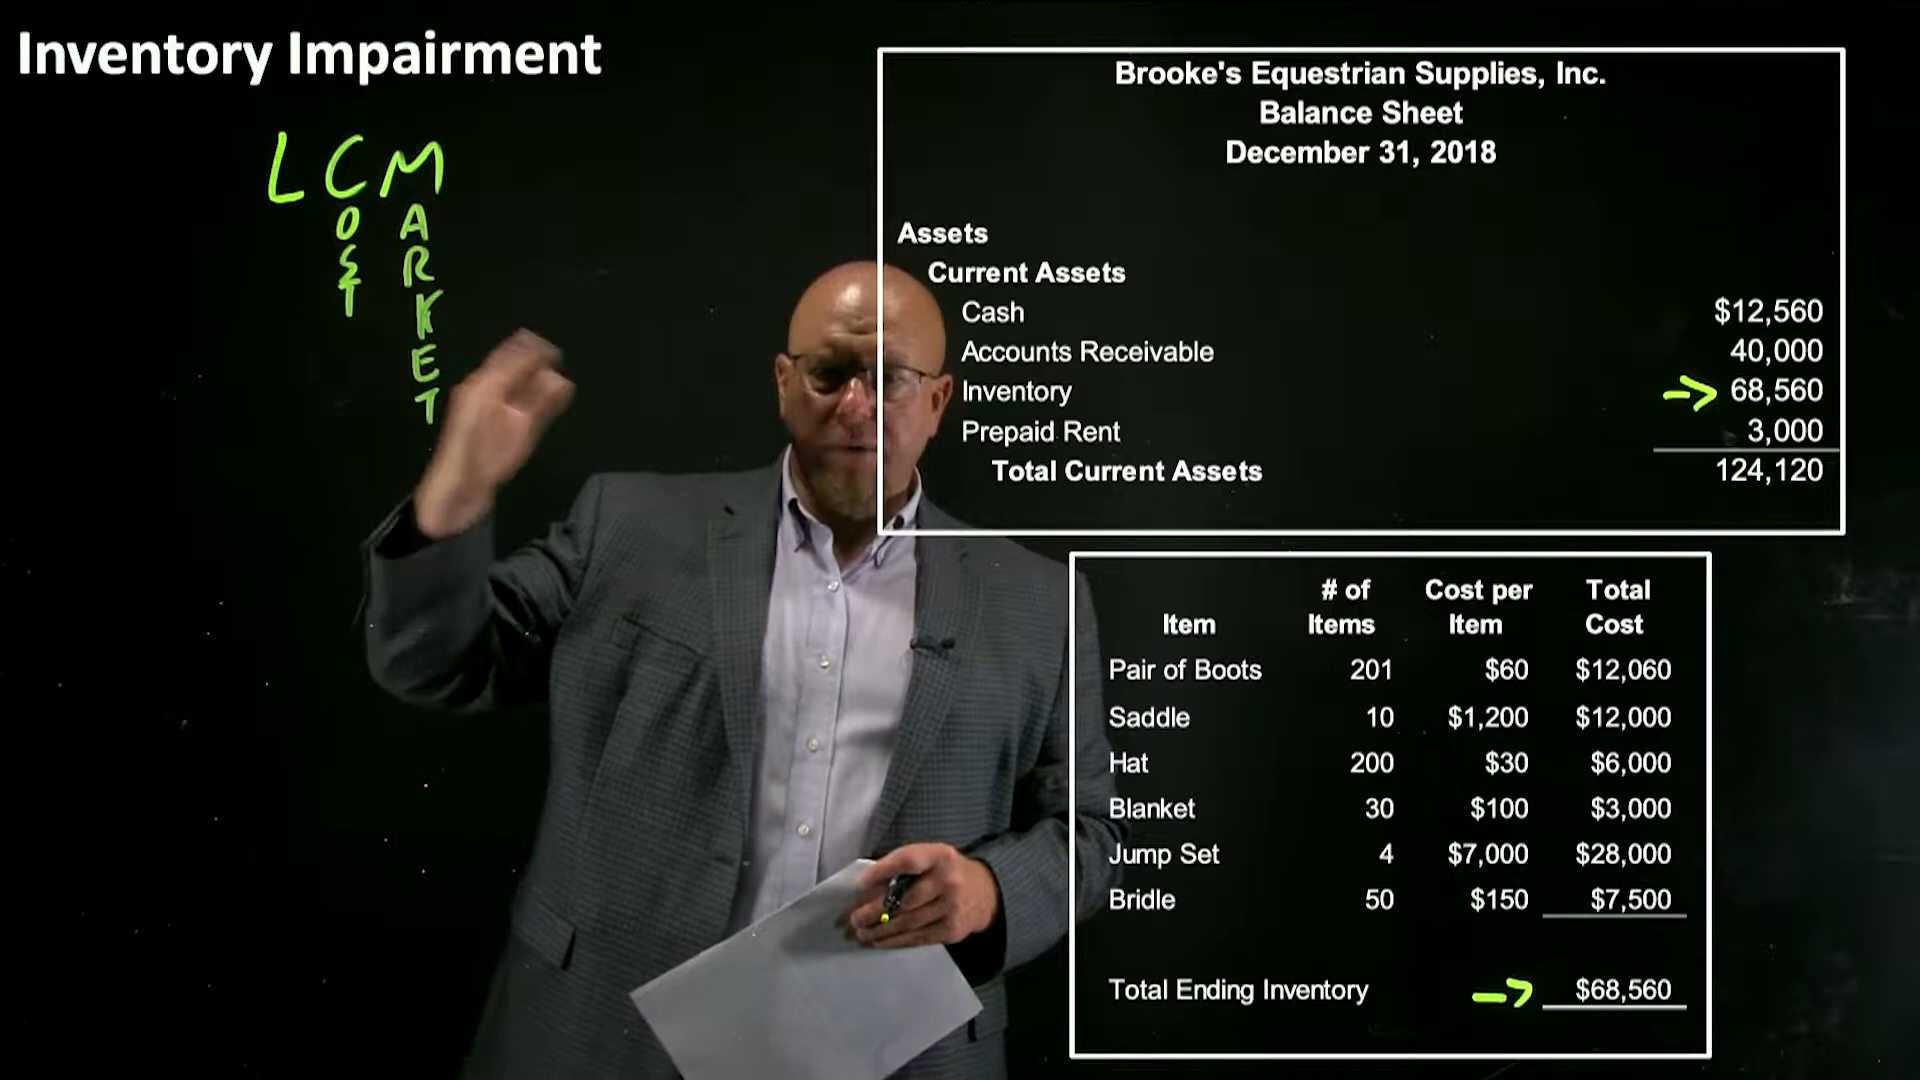 Inventory Impairment
LCM
COST
MARKET
Brooke's Equestrian Supplies, Inc.
Balance Sheet
December 31, 2018
Assets
Current Assets
Cash $12,560
Accounts Receivable 40,000
Inventory → 68,560
Prepaid Rent 3,000
Total Current Assets 124,120
Item # of Items Cost per Item Total Cost
Pair of Boots 201 $60 $12,060
Saddle 10 $1,200 $12,000
Hat 200 $30 $6,000
Blanket 30 $100 $3,000
Jump Set 4 $7,000 $28,000
Bridle 50 $150 $7,500
Total Ending Inventory → $68,560